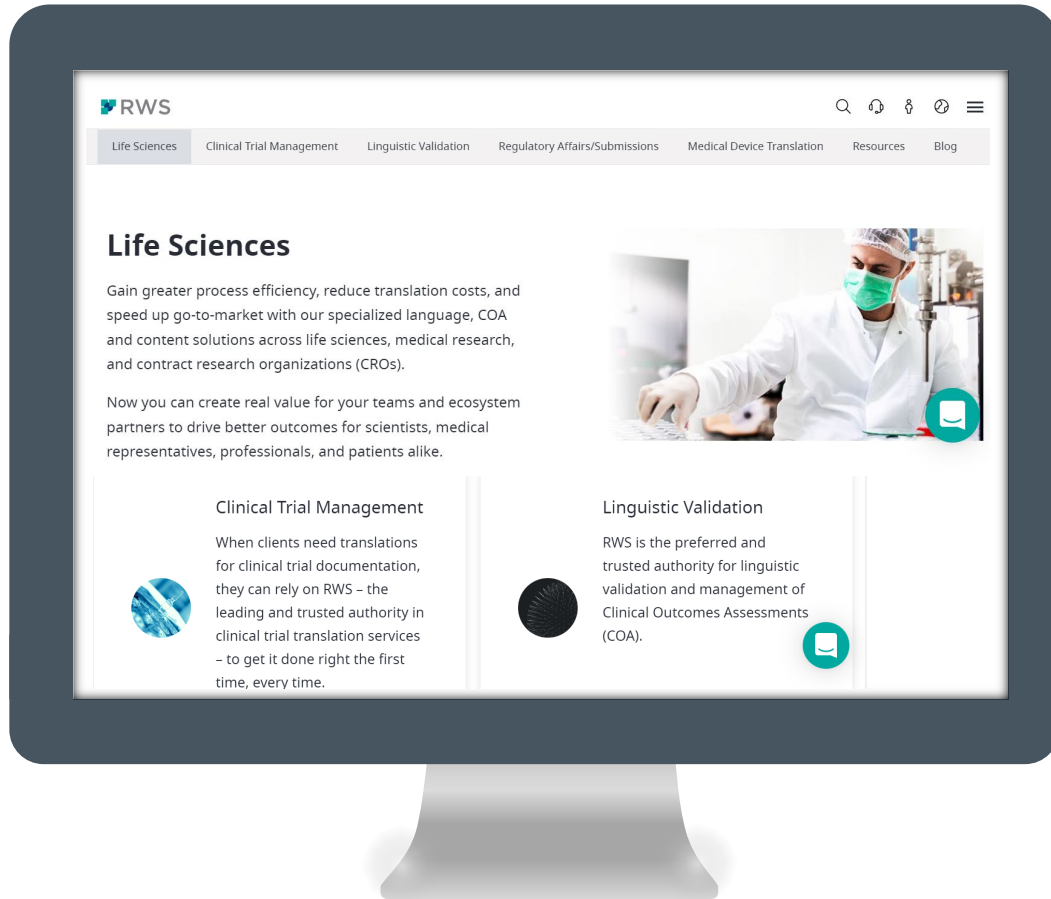 RWS
Life Sciences Clinical Trial Management Linguistic Validation Regulatory Affairs/Submissions Medical Device Translation Resources Blog
Life Sciences
Gain greater process efficiency, reduce translation costs, and
speed up go-to-market with our specialized language, COA
and content solutions across life sciences, medical research,
and contract research organizations (CROs).
Now you can create real value for your teams and ecosystem
partners to drive better outcomes for scientists, medical
representatives, professionals, and patients alike.
Clinical Trial Management
When clients need translations
for clinical trial documentation,
they can rely on RWS – the
leading and trusted authority in
clinical trial translation services
– to get it done right the first
time, every time.
Linguistic Validation
RWS is the preferred and
trusted authority for linguistic
validation and management of
Clinical Outcomes Assessments
(COA).